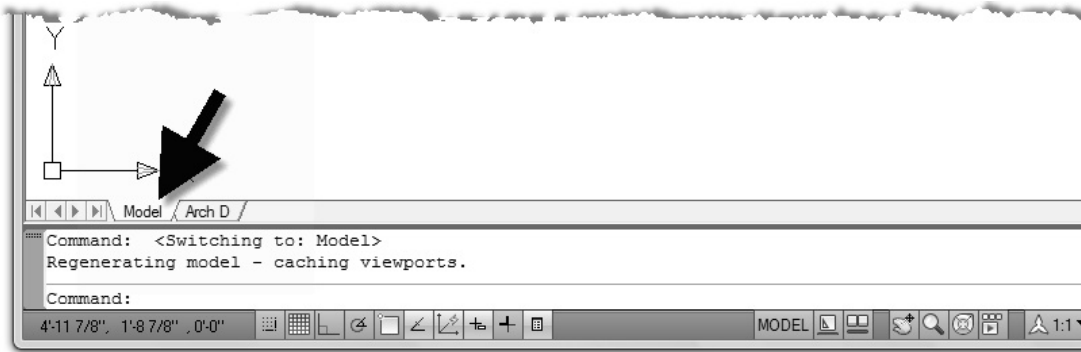 Y
Model Arch D
Command: <Switching to: Model>
Regenerating model - caching viewports.
Command:
4'-11 7/8", 1'-8 7/8" , 0'-0" MODEL 1:1